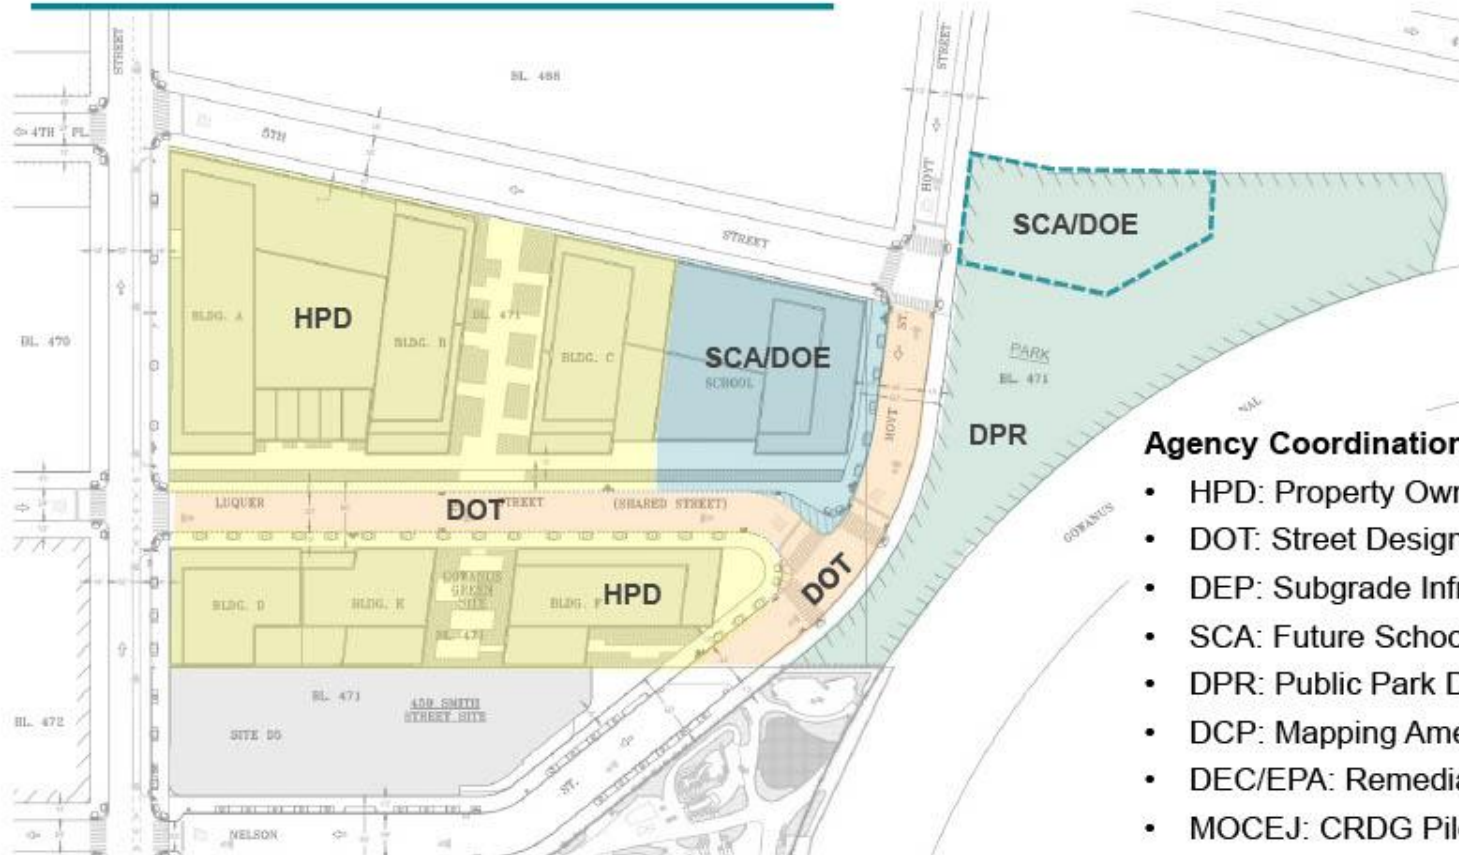 STREET
BL. 488
STREET
4TH PL.
5TH
HOYT
STREET
SCA/DOE
BLDG. A
HPD
BLDG. B
BL. 471
BLDG. C
SCA/DOE
SCHOOL
ST.
HOYT
BL. 470
PARK
BL. 471
DPR
NAL
GOWANUS
LUQUER
DOT
STREET
(SHARED STREET)
DOT
BLDG. D
BLDG. E
GOWANUS
GREEN
SITE
BL. 471
BLDG. F
HPD
BL. 471
459 SMITH
STREET SITE
BL. 472
SITE D5
ST.
NELSON
Agency Coordination
• HPD: Property Own
• DOT: Street Design
• DEP: Subgrade Infr
• SCA: Future Schoo
• DPR: Public Park D
• DCP: Mapping Ame
• DEC/EPA: Remedia
• MOCEJ: CRDG Pil